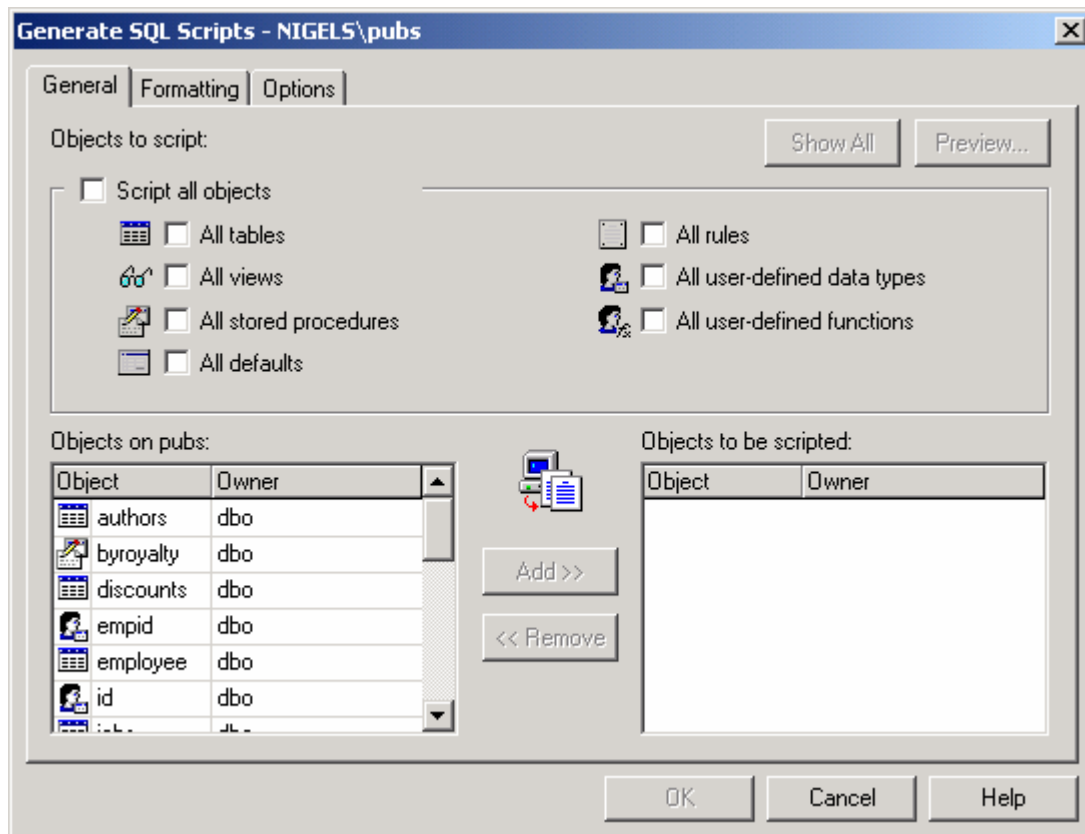 Generate SQL Scripts - NIGELS\pubs
General Formatting Options
Objects to script:
Show All Preview...
Script all objects
All tables
All rules
All views
All user-defined data types
All stored procedures
All user-defined functions
All defaults
Objects on pubs:
Objects to be scripted:
Object Owner
Object Owner
authors dbo
byroyalty dbo
discounts dbo
Add >>
empid dbo
<< Remove
employee dbo
id dbo
OK Cancel Help